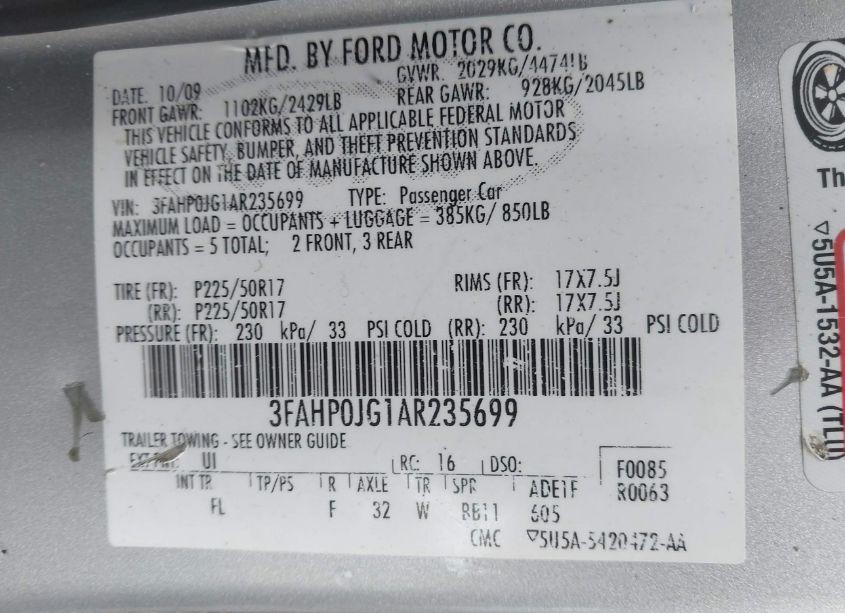 MFD. BY FORD MOTOR CO.
DATE: 10/09 GVWR: 2029KG/4474LB
FRONT GAWR: 1102KG/2429LB REAR GAWR: 928KG/2045LB
THIS VEHICLE CONFORMS TO ALL APPLICABLE FEDERAL MOTOR
VEHICLE SAFETY, BUMPER, AND THEFT PREVENTION STANDARDS
IN EFFECT ON THE DATE OF MANUFACTURE SHOWN ABOVE.
VIN: 3FAHP0JG1AR235699 TYPE: Passenger Car
MAXIMUM LOAD = OCCUPANTS + LUGGAGE = 385KG/ 850LB
OCCUPANTS = 5 TOTAL; 2 FRONT, 3 REAR
TIRE (FR): P225/50R17 RIMS (FR): 17X7.5J
(RR): P225/50R17 (RR): 17X7.5J
PRESSURE (FR): 230 kPa/ 33 PSI COLD (RR): 230 kPa/ 33 PSI COLD
3FAHP0JG1AR235699
TRAILER TOWING - SEE OWNER GUIDE
EXT PNT: UI RC: 16 DSO: F0085
INT TR TP/PS R AXLE TR SPR ADE1F R0063
FL F 32 W BB11 605
CMC ▽5U5A-5420472-AA
Th
▽5U5A-1532-AA (TLU)